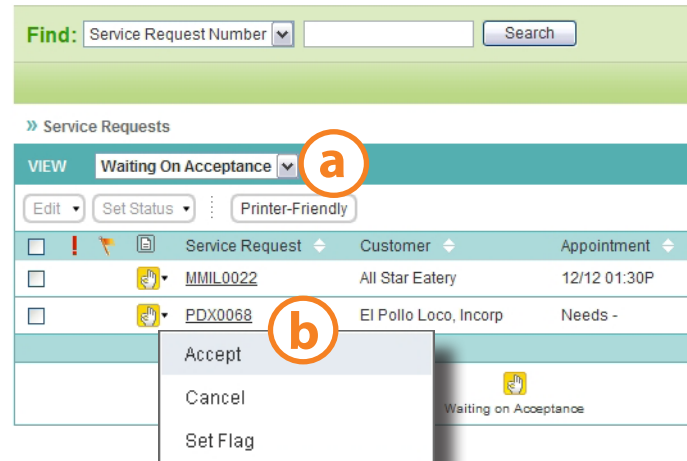 Find: Service Request Number Search
» Service Requests
VIEW Waiting On Acceptance a
Edit Set Status Printer-Friendly
! Service Request Customer Appointment
MMIL0022 All Star Eatery 12/12 01:30P
PDX0068 El Pollo Loco, Incorp Needs -
b
Accept
Cancel
Waiting on Acceptance
Set Flag